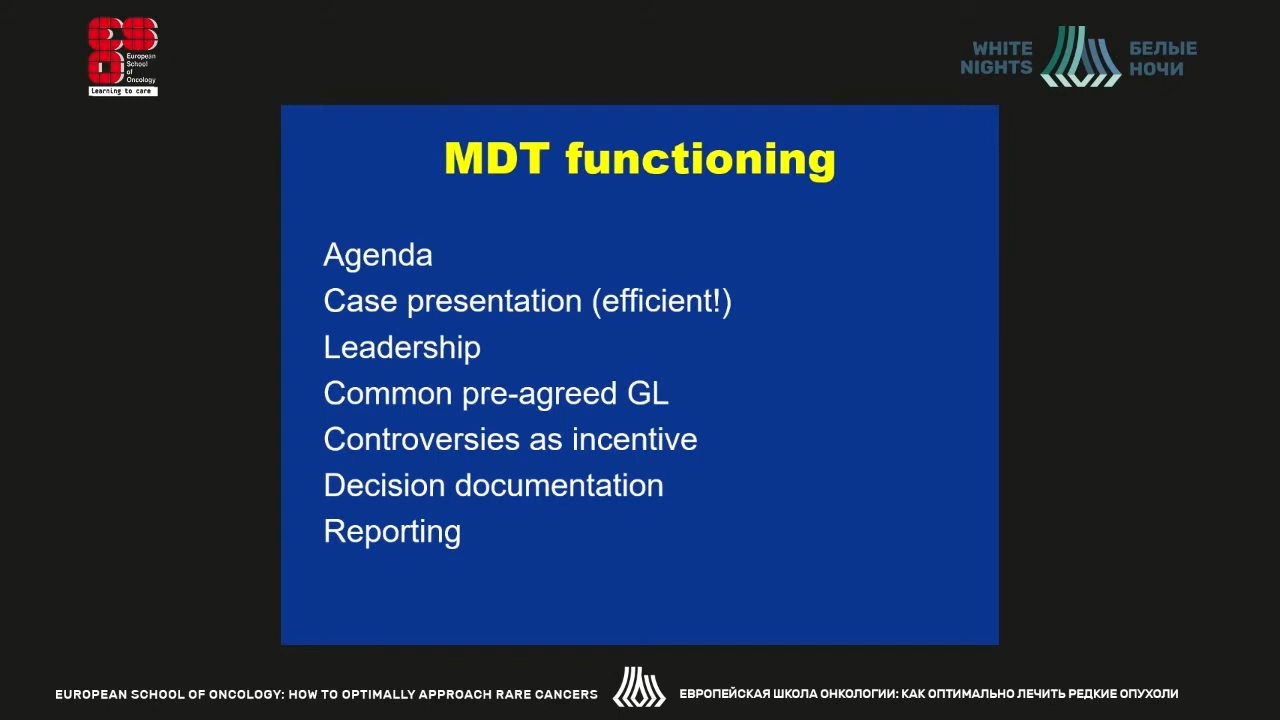 ESO
European
School
of
Oncology
Learning to care
WHITE
NIGHTS
БЕЛЫЕ
НОЧИ
MDT functioning
Agenda
Case presentation (efficient!)
Leadership
Common pre-agreed GL
Controversies as incentive
Decision documentation
Reporting
EUROPEAN SCHOOL OF ONCOLOGY: HOW TO OPTIMALLY APPROACH RARE CANCERS
ЕВРОПЕЙСКАЯ ШКОЛА ОНКОЛОГИИ: КАК ОПТИМАЛЬНО ЛЕЧИТЬ РЕДКИЕ ОПУХОЛИ